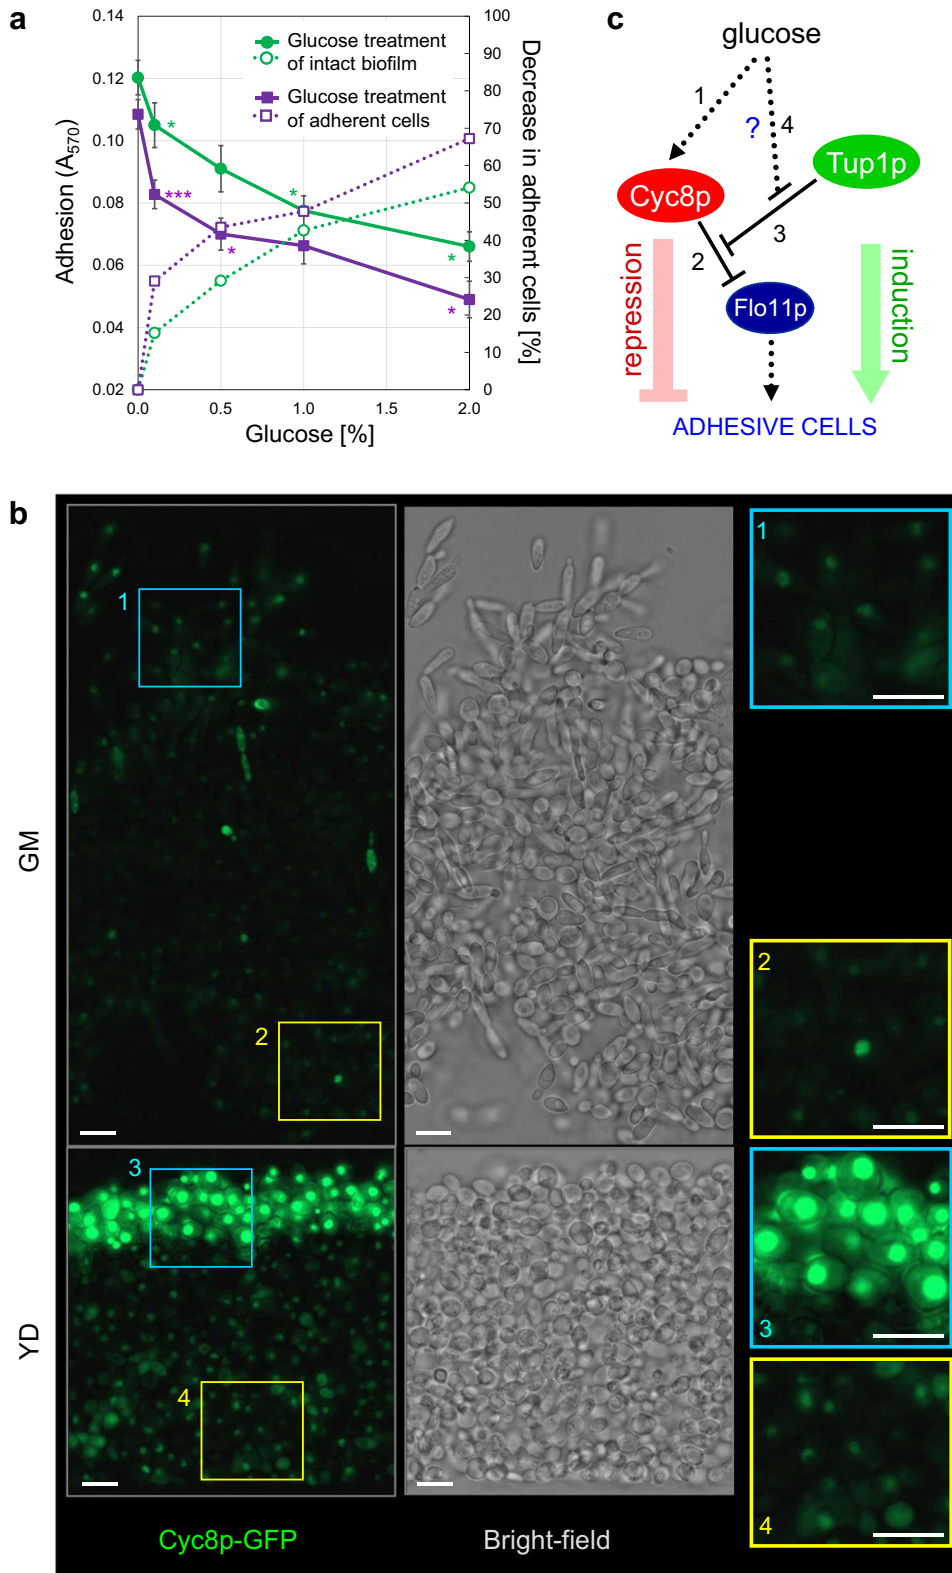 a
0.14
0.12
0.10
0.08
0.06
0.04
0.02
Adhesion (A570)
0.0
0.5
1.0
1.5
2.0
Glucose [%]
100
90
80
70
60
50
40
30
20
10
0
Decrease in adherent cells [%]
Glucose treatment
of intact biofilm
Glucose treatment
of adherent cells
*
***
*
*
*
*
c
glucose
1
?
4
Cyc8p
Tup1p
3
2
Flo11p
repression
induction
ADHESIVE CELLS
b
GM
1
2
1
2
YD
3
4
3
4
Cyc8p-GFP
Bright-field